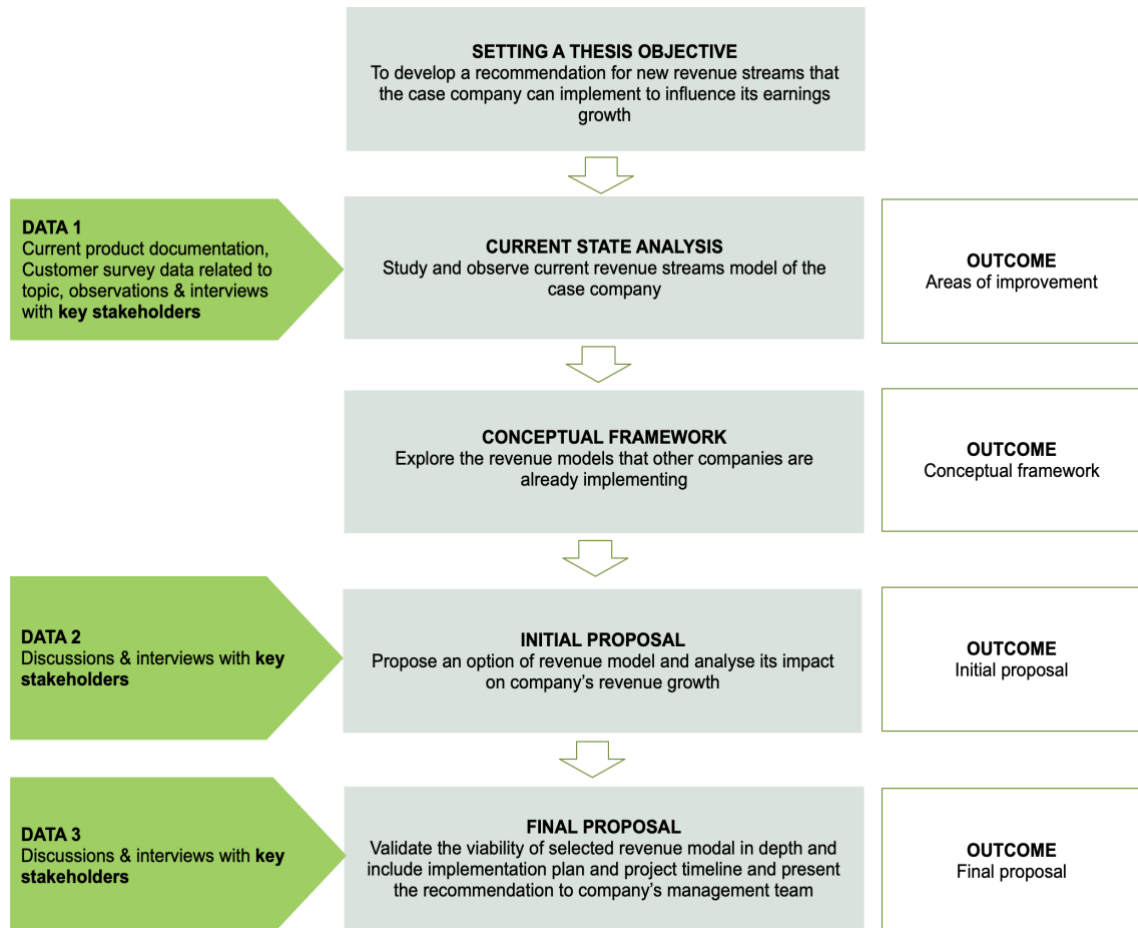 SETTING A THESIS OBJECTIVE
To develop a recommendation for new revenue streams that
the case company can implement to influence its earnings
growth
DATA 1
Current product documentation,
Customer survey data related to
topic, observations & interviews
with key stakeholders
CURRENT STATE ANALYSIS
Study and observe current revenue streams model of the
case company
OUTCOME
Areas of improvement
CONCEPTUAL FRAMEWORK
Explore the revenue models that other companies are
already implementing
OUTCOME
Conceptual framework
DATA 2
Discussions & interviews with key
stakeholders
INITIAL PROPOSAL
Propose an option of revenue model and analyse its impact
on company’s revenue growth
OUTCOME
Initial proposal
DATA 3
Discussions & interviews with key
stakeholders
FINAL PROPOSAL
Validate the viability of selected revenue modal in depth and
include implementation plan and project timeline and present
the recommendation to company’s management team
OUTCOME
Final proposal